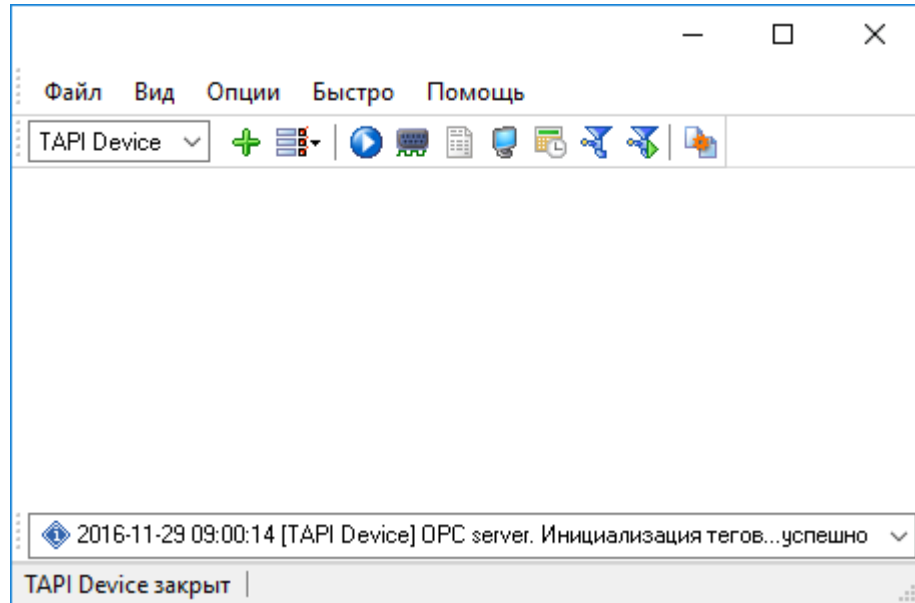 Файл Вид Опции Быстро Помощь
TAPI Device
2016-11-29 09:00:14 [TAPI Device] OPC server. Инициализация тегов...успешно
TAPI Device закрыт